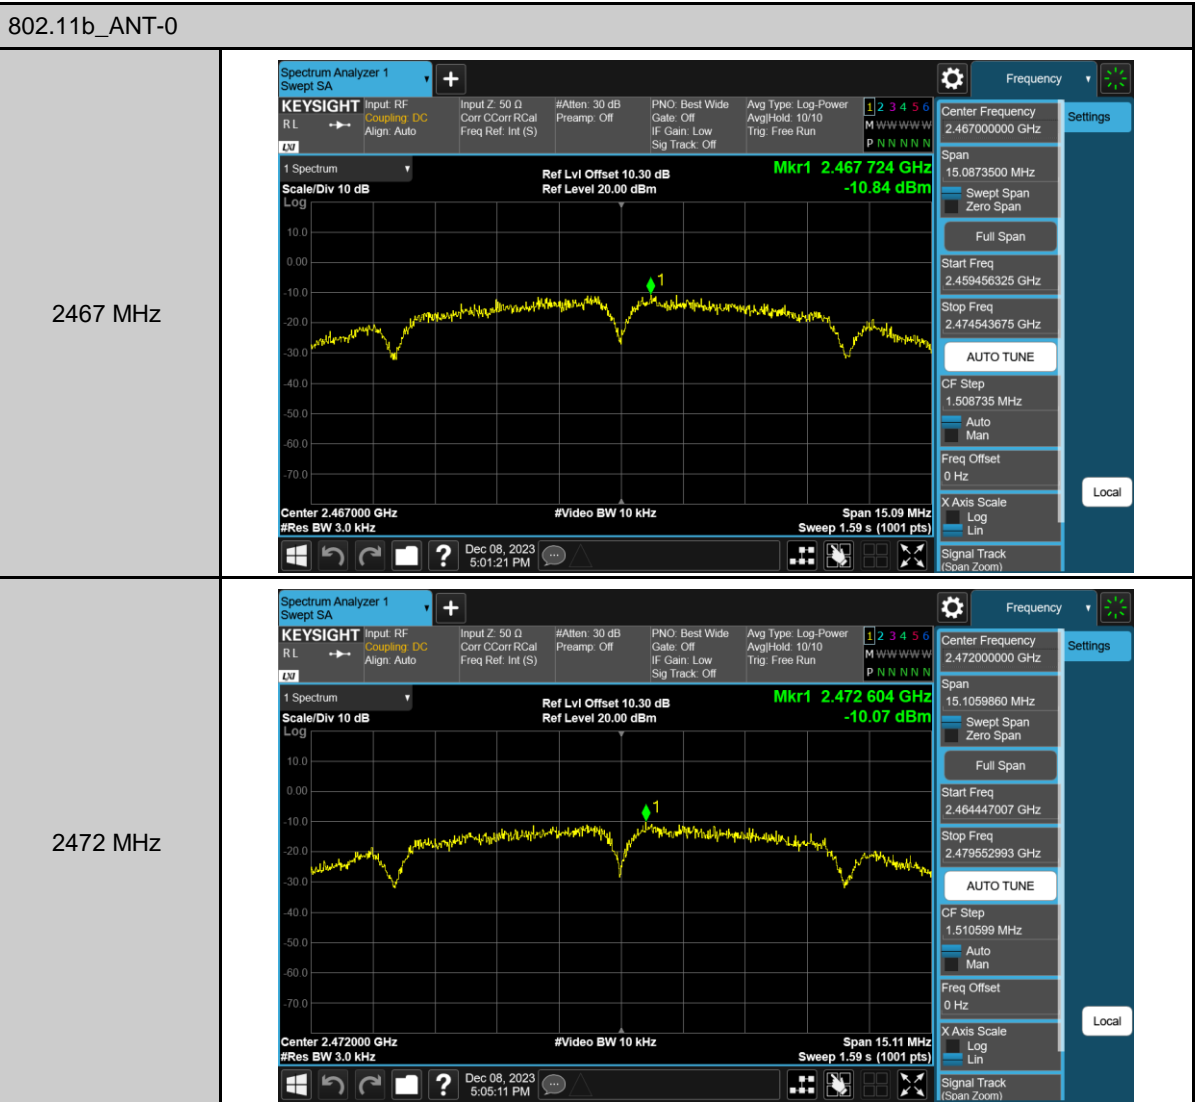 802.11b_ANT-0
2467 MHz
Spectrum Analyzer 1
Swept SA
Frequency
KEYSIGHT
R L
LXI
Input: RF
Coupling: DC
Align: Auto
Input Z: 50 Ω
Corr CCorr RCal
Freq Ref: Int (S)
#Atten: 30 dB
Preamp: Off
PNO: Best Wide
Gate: Off
IF Gain: Low
Sig Track: Off
Avg Type: Log-Power
Avg|Hold: 10/10
Trig: Free Run
1 2 3 4 5 6
M W W W W W
P N N N N N
1 Spectrum
Scale/Div 10 dB
Log
Ref Lvl Offset 10.30 dB
Ref Level 20.00 dBm
Mkr1 2.467 724 GHz
-10.84 dBm
1
10.0
0.00
-10.0
-20.0
-30.0
-40.0
-50.0
-60.0
-70.0
Center 2.467000 GHz
#Res BW 3.0 kHz
#Video BW 10 kHz
Span 15.09 MHz
Sweep 1.59 s (1001 pts)
Dec 08, 2023
5:01:21 PM
Center Frequency
2.467000000 GHz
Settings
Span
15.0873500 MHz
Swept Span
Zero Span
Full Span
Start Freq
2.459456325 GHz
Stop Freq
2.474543675 GHz
AUTO TUNE
CF Step
1.508735 MHz
Auto
Man
Freq Offset
0 Hz
X Axis Scale
Log
Lin
Local
Signal Track
(Span Zoom)
2472 MHz
Spectrum Analyzer 1
Swept SA
Frequency
KEYSIGHT
R L
LXI
Input: RF
Coupling: DC
Align: Auto
Input Z: 50 Ω
Corr CCorr RCal
Freq Ref: Int (S)
#Atten: 30 dB
Preamp: Off
PNO: Best Wide
Gate: Off
IF Gain: Low
Sig Track: Off
Avg Type: Log-Power
Avg|Hold: 10/10
Trig: Free Run
1 2 3 4 5 6
M W W W W W
P N N N N N
1 Spectrum
Scale/Div 10 dB
Log
Ref Lvl Offset 10.30 dB
Ref Level 20.00 dBm
Mkr1 2.472 604 GHz
-10.07 dBm
1
10.0
0.00
-10.0
-20.0
-30.0
-40.0
-50.0
-60.0
-70.0
Center 2.472000 GHz
#Res BW 3.0 kHz
#Video BW 10 kHz
Span 15.11 MHz
Sweep 1.59 s (1001 pts)
Dec 08, 2023
5:05:11 PM
Center Frequency
2.472000000 GHz
Settings
Span
15.1059860 MHz
Swept Span
Zero Span
Full Span
Start Freq
2.464447007 GHz
Stop Freq
2.479552993 GHz
AUTO TUNE
CF Step
1.510599 MHz
Auto
Man
Freq Offset
0 Hz
X Axis Scale
Log
Lin
Local
Signal Track
(Span Zoom)